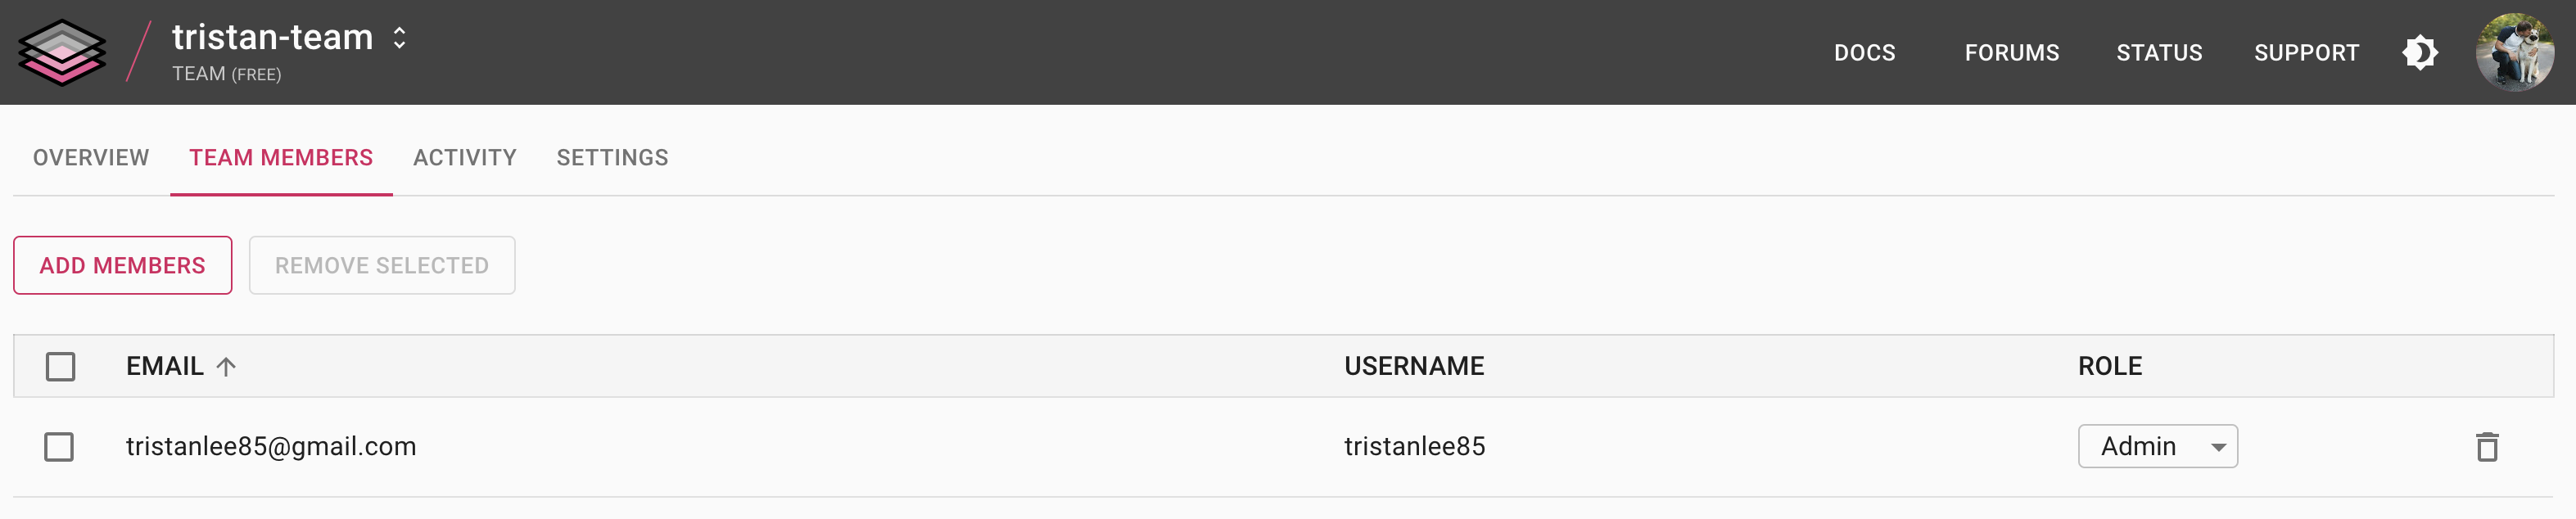 tristan-team
TEAM (FREE)
DOCS FORUMS STATUS SUPPORT
OVERVIEW TEAM MEMBERS ACTIVITY SETTINGS
ADD MEMBERS REMOVE SELECTED
EMAIL USERNAME ROLE
tristanlee85@gmail.com tristanlee85 Admin